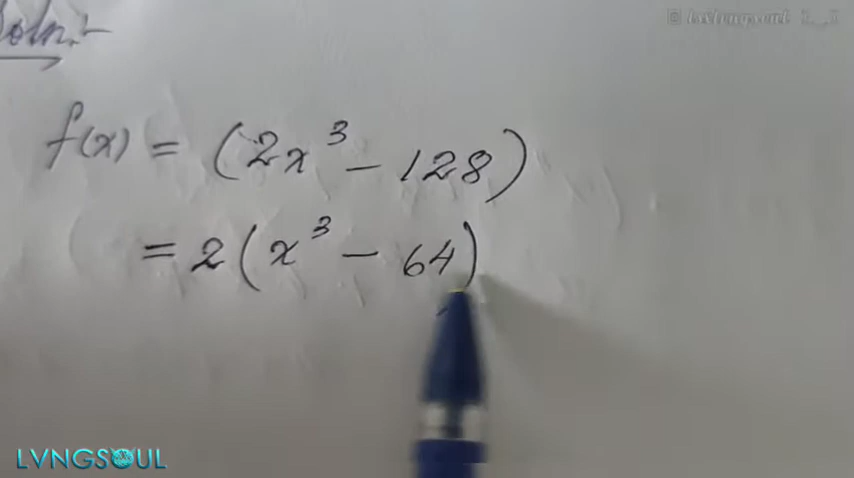 Soln:-
f(x) = (2x³ - 128)
= 2(x³ - 64)
LVNGSOUL